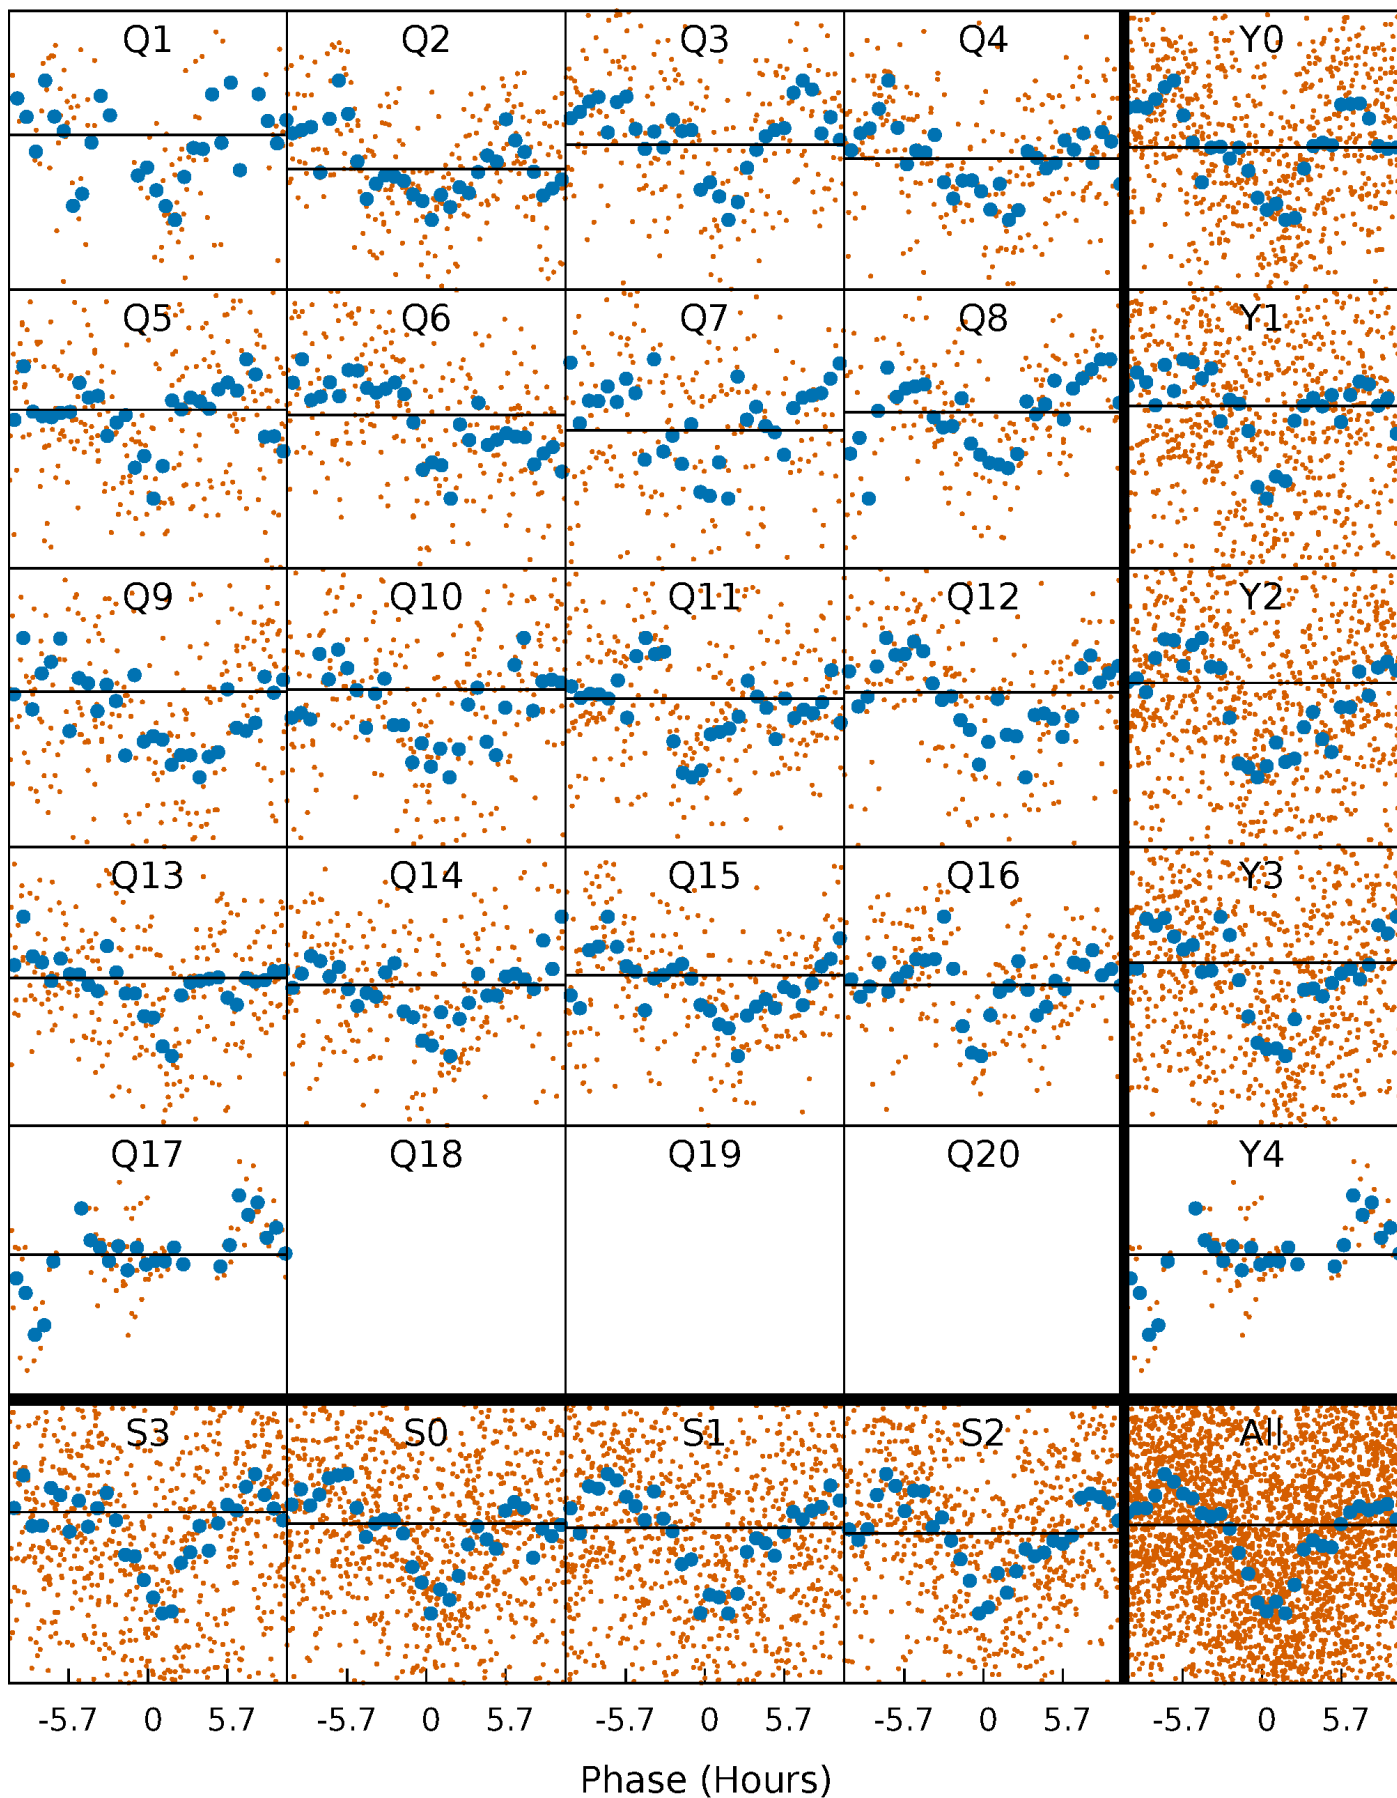 Q1 Q2 Q3 Q4 Y0
Q5 Q6 Q7 Q8 Y1
Q9 Q10 Q11 Q12 Y2
Q13 Q14 Q15 Q16 Y3
Q17 Q18 Q19 Q20 Y4
S3 S0 S1 S2 All
-5.7 0 5.7 -5.7 0 5.7 -5.7 0 5.7 -5.7 0 5.7 -5.7 0 5.7
Phase (Hours)